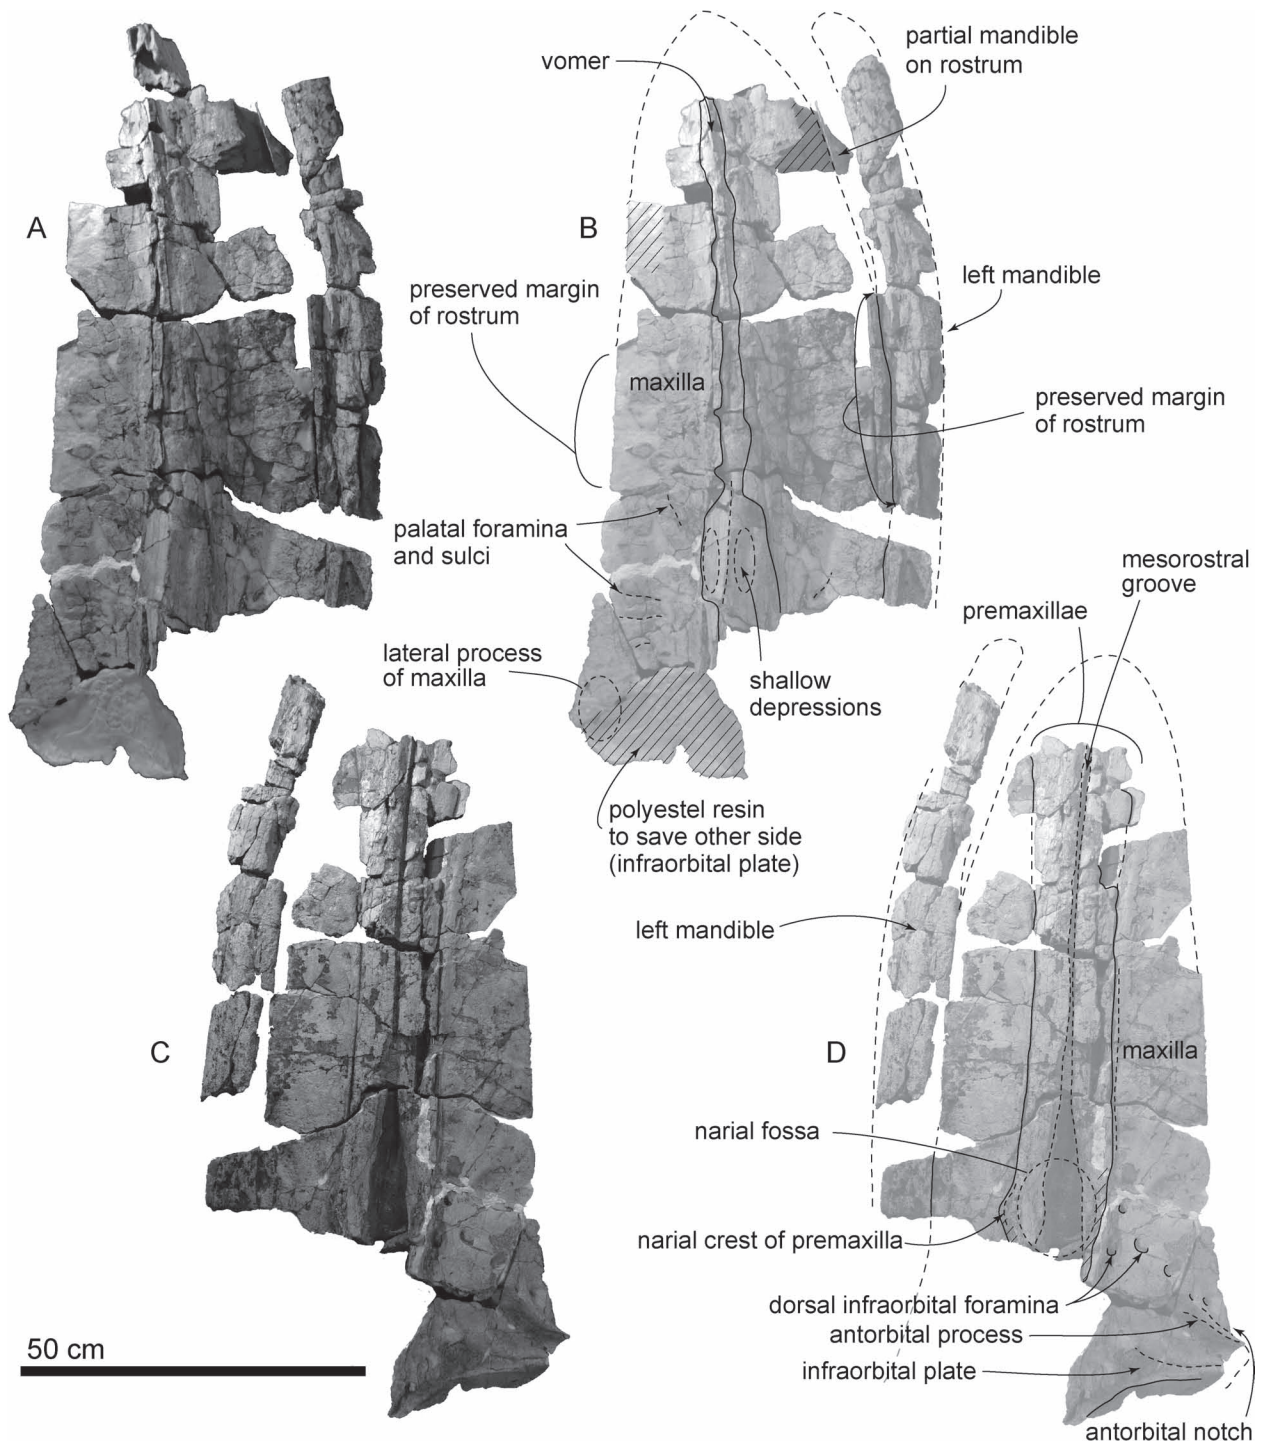 partial mandible
on rostrum
vomer
A
B
left mandible
preserved margin
of rostrum
maxilla
preserved margin
of rostrum
palatal foramina
and sulci
mesorostral
groove
premaxillae
lateral process
of maxilla
shallow
depressions
polyestel resin
to save other side
(infraorbital plate)
left mandible
C
D
maxilla
narial fossa
narial crest of premaxilla
dorsal infraorbital foramina
antorbital process
50 cm
infraorbital plate
antorbital notch